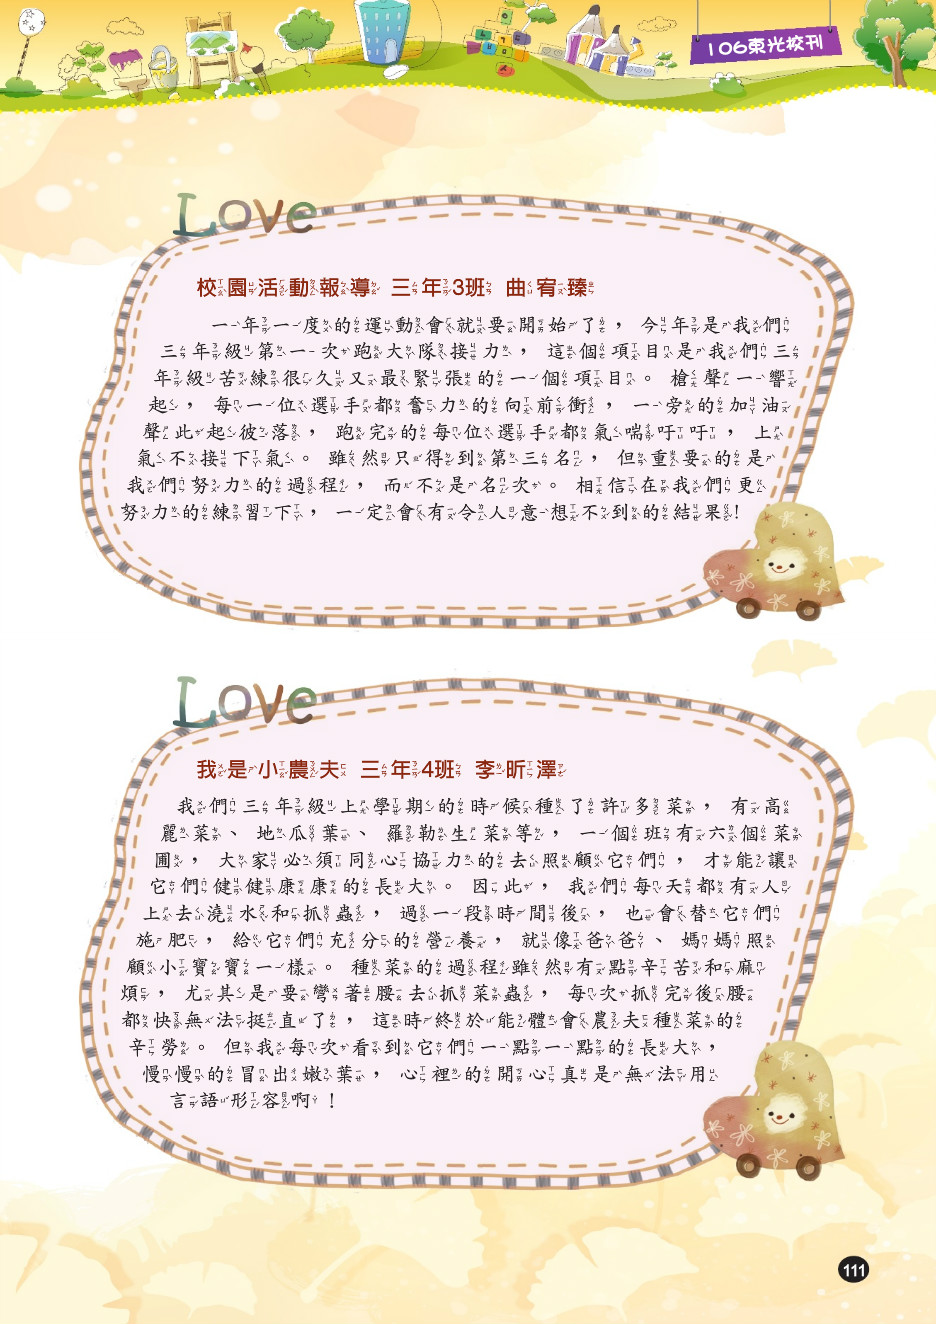 106東光校刊
Love
校園活動報導 三年3班 曲宥臻
一年一度的運動會就要開始了，今年是我們
三年級第一次跑大隊接力，這個項目是我們三
年級苦練很久又最緊張的一個項目。槍聲一響
起，每一位選手都奮力的向前衝，一旁的加油
聲此起彼落，跑完的每位選手都氣喘吁吁，上
氣不接下氣。雖然只得到第三名，但重要的是
我們努力的過程，而不是名次。相信在我們更
努力的練習下，一定會有令人意想不到的結果!
Love
我是小農夫 三年4班 李昕澤
我們三年級上學期的時候種了許多菜，有高
麗菜、地瓜葉、羅勒生菜等，一個班有六個菜
圃，大家必須同心協力的去照顧它們，才能讓
它們健健康康的長大。因此，我們每天都有人
上去澆水和抓蟲，過一段時間後，也會替它們
施肥，給它們充分的營養，就像爸爸、媽媽照
顧小寶寶一樣。種菜的過程雖然有點辛苦和麻
煩，尤其是要彎著腰去抓菜蟲，每次抓完後腰
都快無法挺直了，這時終於能體會農夫種菜的
辛勞。但我每次看到它們一點一點的長大，
慢慢的冒出嫩葉，心裡的開心真是無法用
言語形容啊!
111